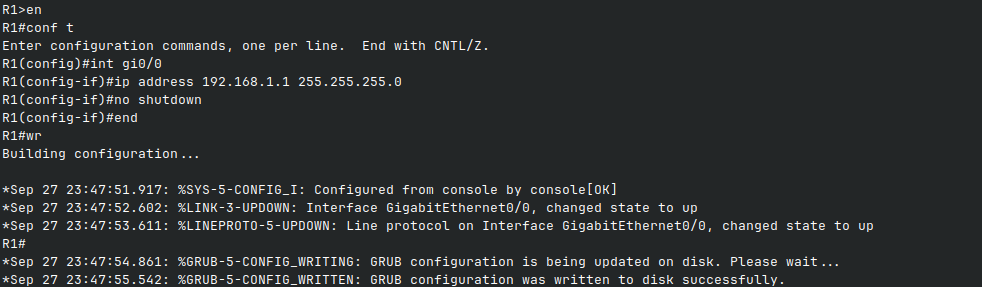 R1>en
R1#conf t
Enter configuration commands, one per line.  End with CNTL/Z.
R1(config)#int gi0/0
R1(config-if)#ip address 192.168.1.1 255.255.255.0
R1(config-if)#no shutdown
R1(config-if)#end
R1#wr
Building configuration...
*Sep 27 23:47:51.917: %SYS-5-CONFIG_I: Configured from console by console[OK]
*Sep 27 23:47:52.602: %LINK-3-UPDOWN: Interface GigabitEthernet0/0, changed state to up
*Sep 27 23:47:53.611: %LINEPROTO-5-UPDOWN: Line protocol on Interface GigabitEthernet0/0, changed state to up
R1#
*Sep 27 23:47:54.861: %GRUB-5-CONFIG_WRITING: GRUB configuration is being updated on disk. Please wait...
*Sep 27 23:47:55.542: %GRUB-5-CONFIG_WRITTEN: GRUB configuration was written to disk successfully.